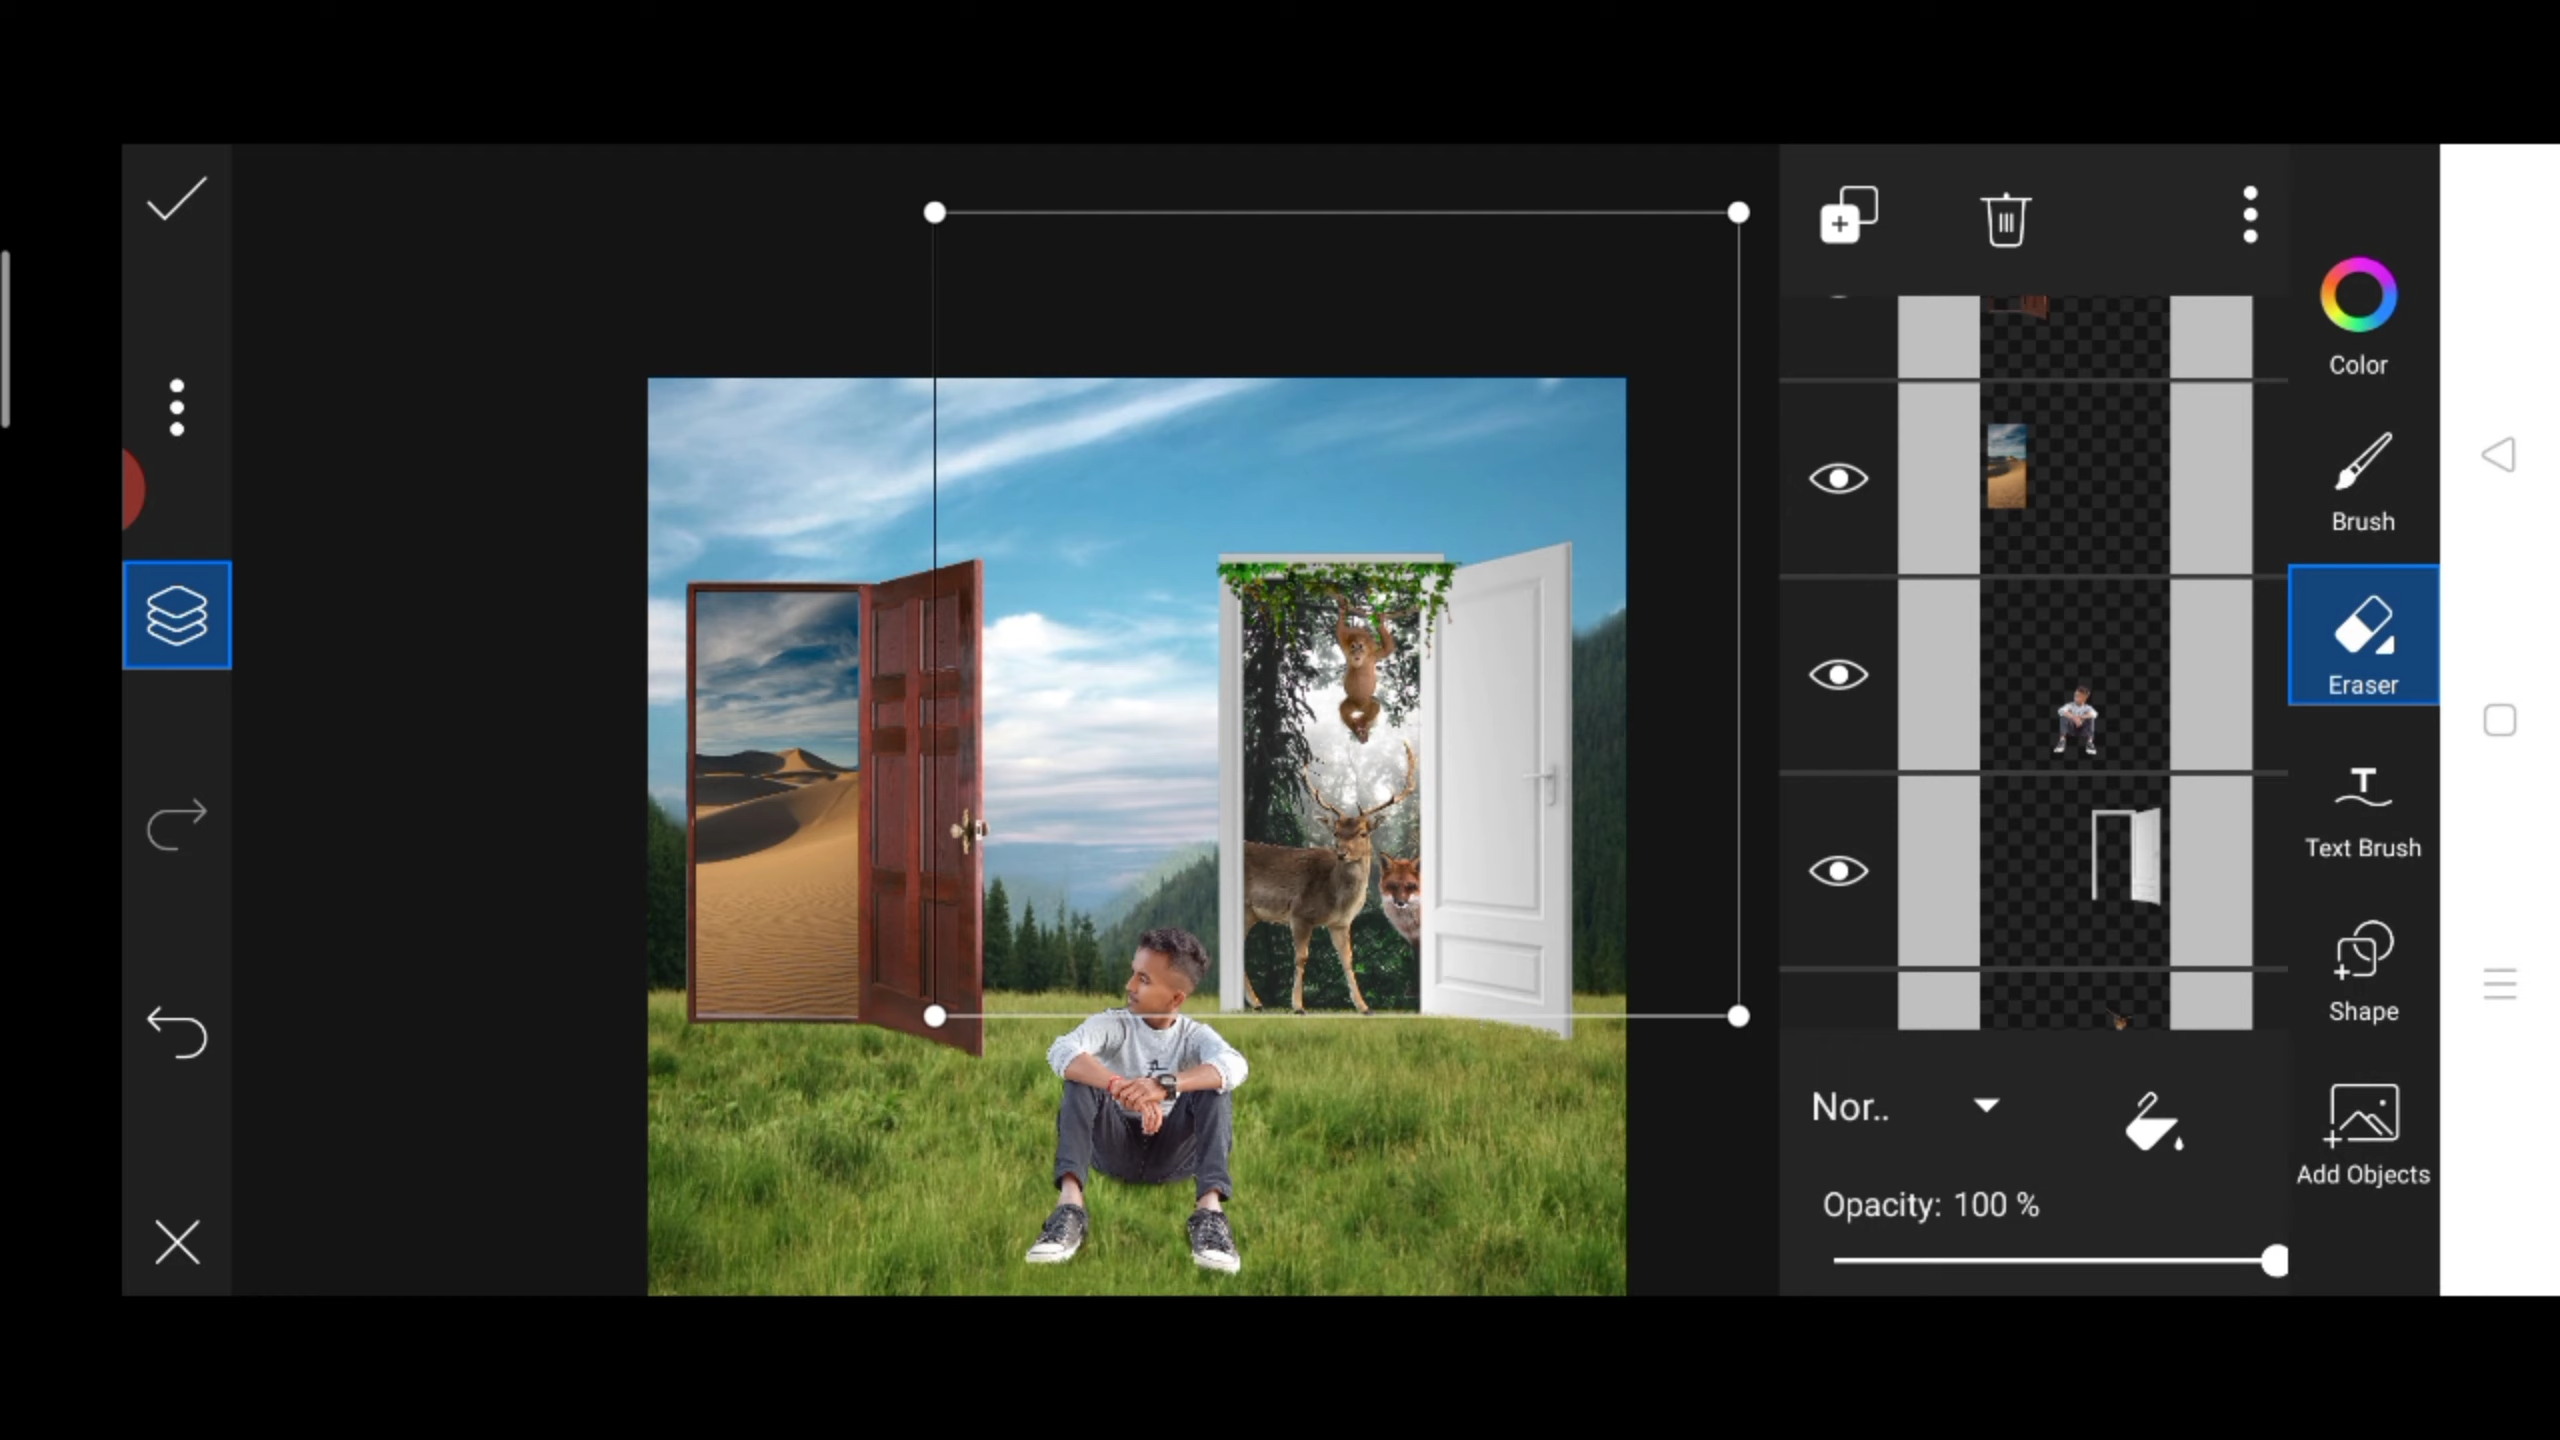 Color
Brush
Eraser
Text Brush
Shape
Add Objects
Nor..
Opacity: 100 %